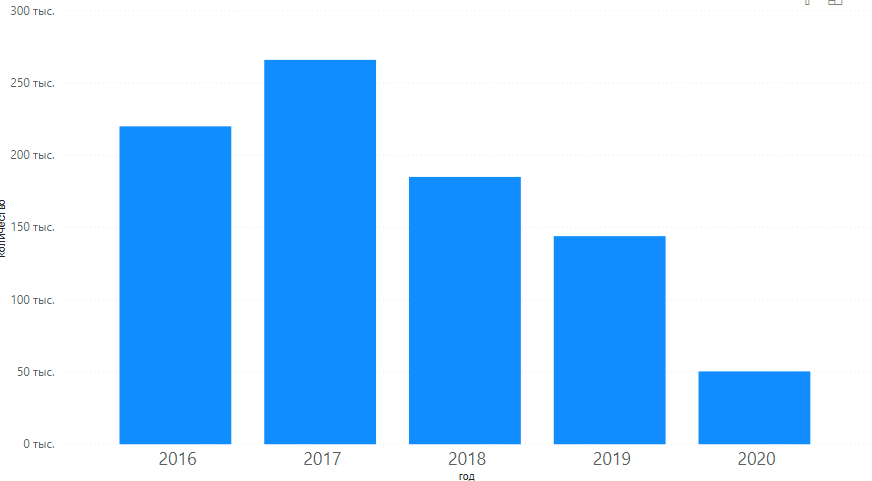 300 тыс.
250 тыс.
200 тыс.
150 тыс.
100 тыс.
50 тыс.
0 тыс.
количество
2016 2017 2018 2019 2020
год